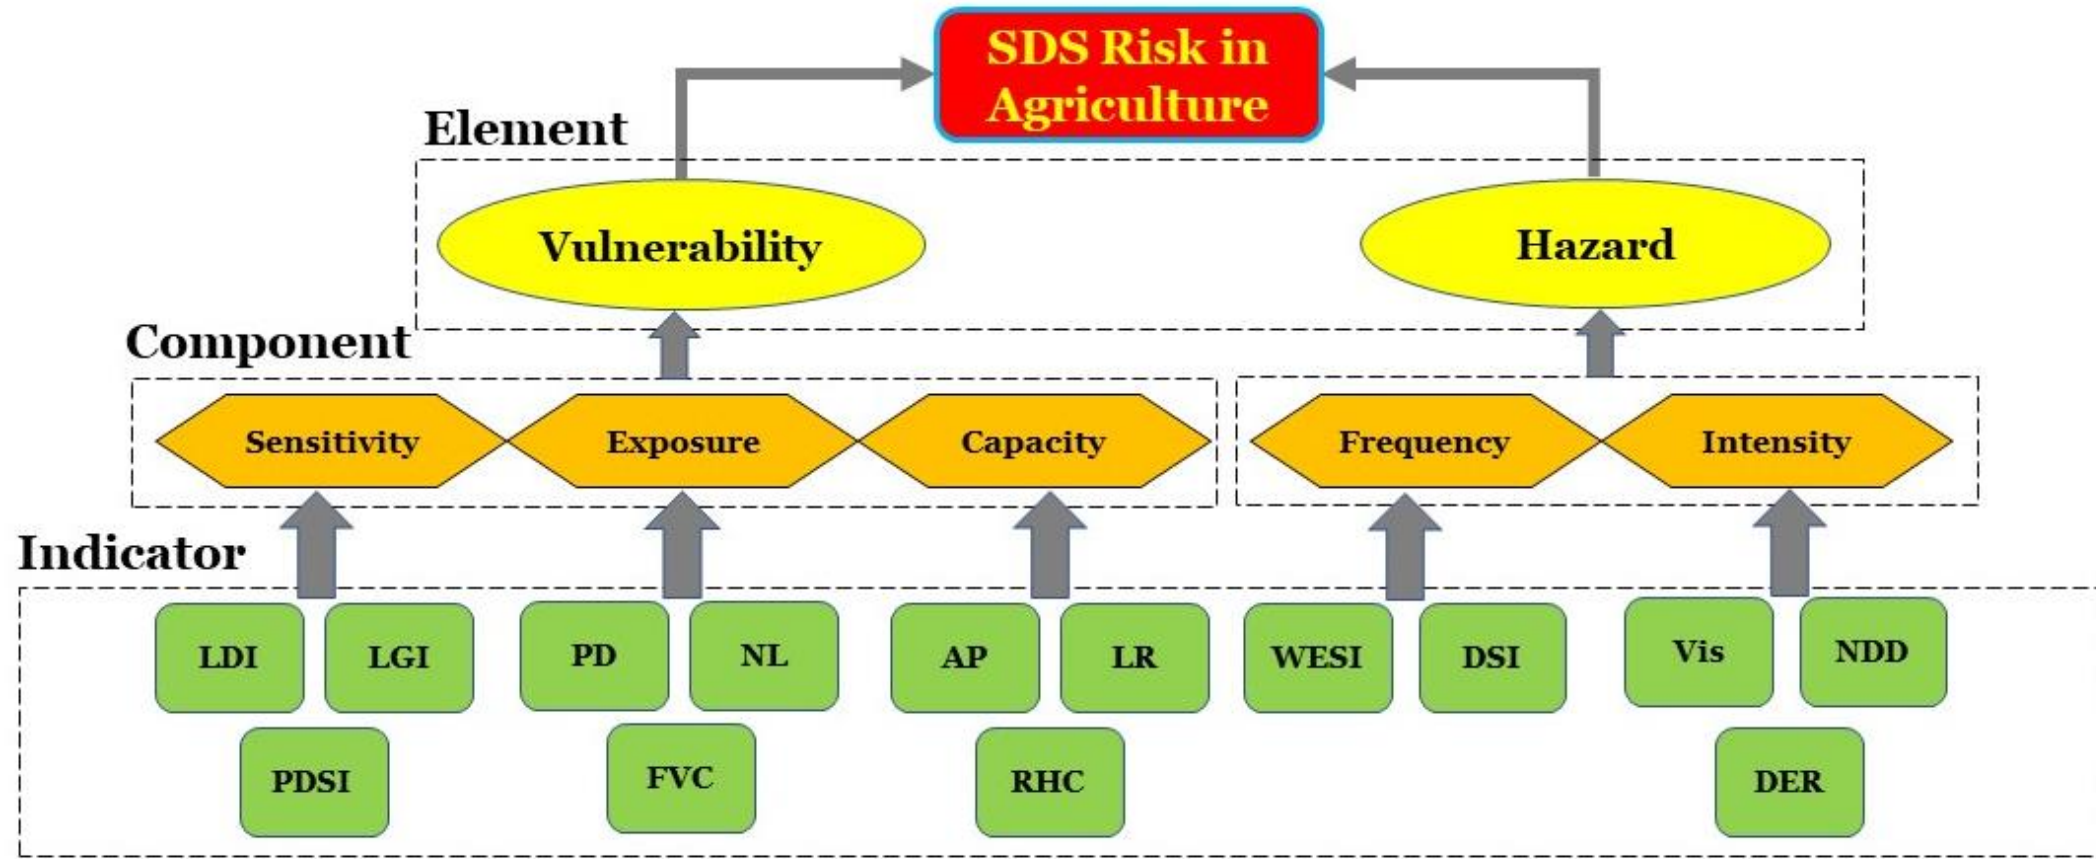 SDS Risk in
Agriculture
Element
Vulnerability
Hazard
Component
Sensitivity
Exposure
Capacity
Frequency
Intensity
Indicator
LDI
LGI
PD
NL
AP
LR
WESI
DSI
Vis
NDD
PDSI
FVC
RHC
DER